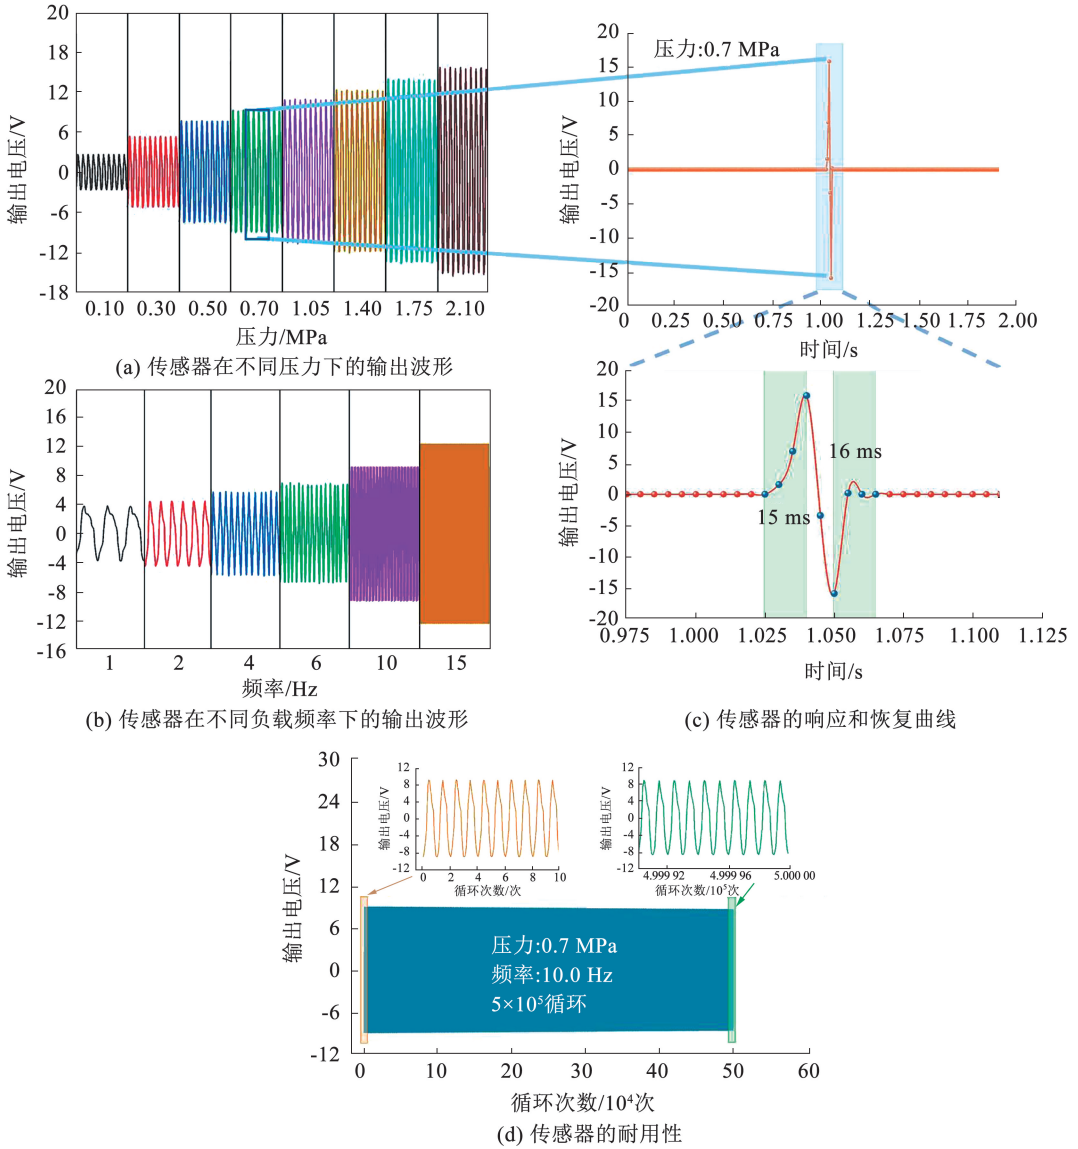 20
18
12
6
0
-6
-12
-18
输出电压/V
0.10 0.30 0.50 0.70 1.05 1.40 1.75 2.10
压力/MPa
(a) 传感器在不同压力下的输出波形
20
15
10
5
0
-5
-10
-15
-20
输出电压/V
压力:0.7 MPa
0 0.25 0.50 0.75 1.00 1.25 1.50 1.75 2.00
时间/s
20
16
12
8
4
0
-4
-8
-12
-16
输出电压/V
1 2 4 6 10 15
频率/Hz
(b) 传感器在不同负载频率下的输出波形
20
15
10
5
0
-5
-10
-15
-20
输出电压/V
16 ms
15 ms
0.975 1.000 1.025 1.050 1.075 1.100 1.125
时间/s
(c) 传感器的响应和恢复曲线
30
24
18
12
6
0
-6
-12
输出电压/V
12
8
4
0
-4
-8
-12
输出电压/V
0 2 4 6 8 10
循环次数/次
12
8
4
0
-4
-8
-12
输出电压/V
4.999 92 4.999 96 5.000 00
循环次数/10⁵次
压力:0.7 MPa
频率:10.0 Hz
5×10⁵循环
0 10 20 30 40 50 60
循环次数/10⁴次
(d) 传感器的耐用性